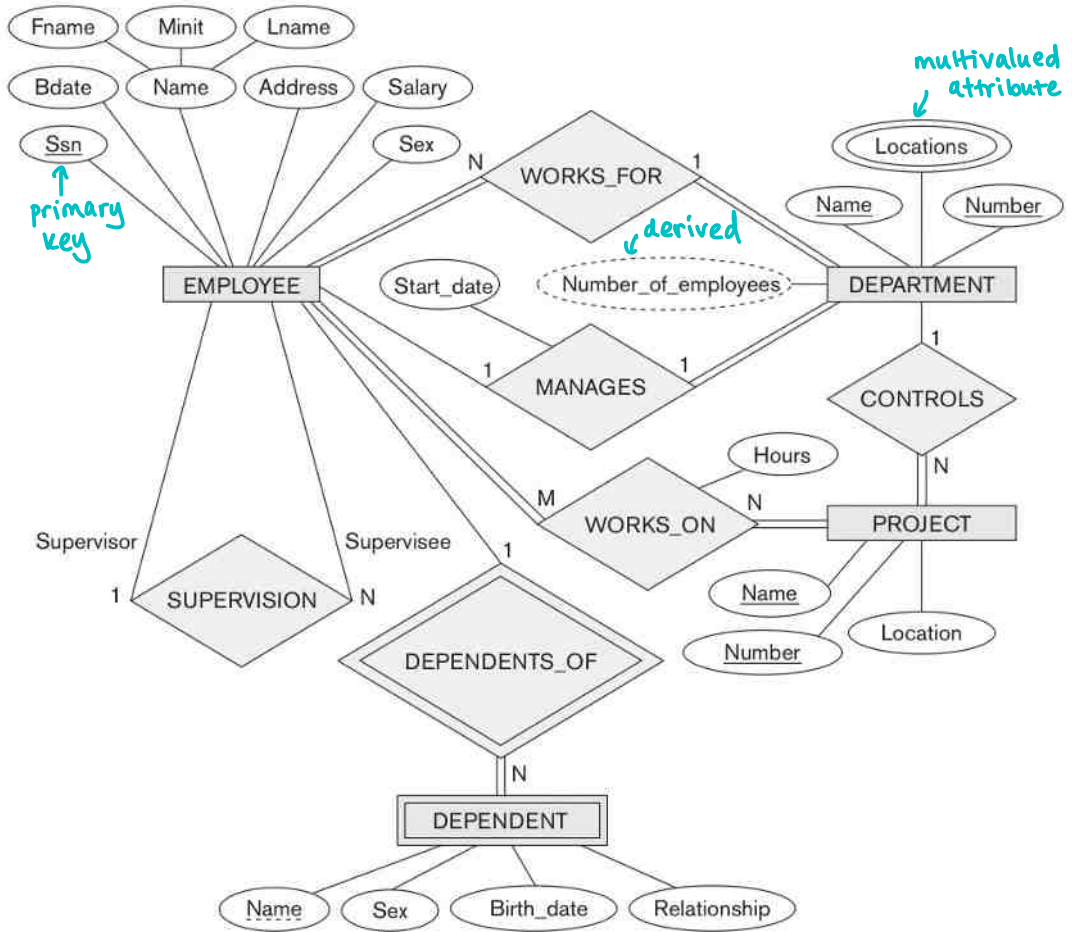 Fname
Minit
Lname
Bdate
Name
Address
Salary
Ssn
Sex
primary
key
multivalued
attribute
Locations
Name
Number
N
WORKS_FOR
1
derived
EMPLOYEE
Start_date
Number_of_employees
DEPARTMENT
1
MANAGES
1
1
CONTROLS
N
Hours
M
WORKS_ON
N
PROJECT
Name
Number
Location
Supervisor
Supervisee
1
SUPERVISION
N
1
DEPENDENTS_OF
N
DEPENDENT
Name
Sex
Birth_date
Relationship